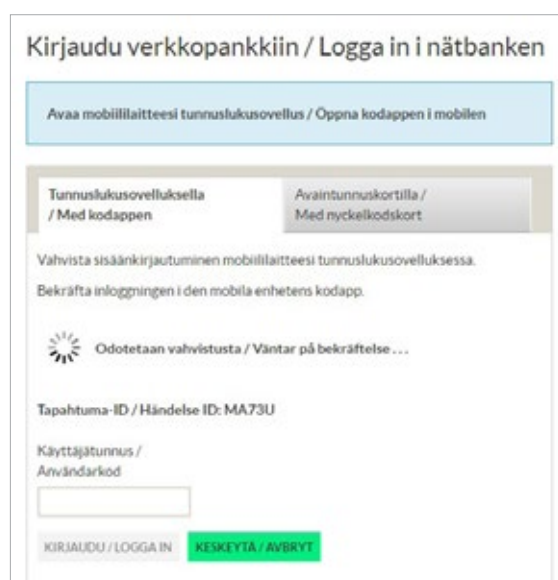 Kirjaudu verkkopankkiin / Logga in i nätbanken
Avaa mobiililaitteesi tunnuslukusovellus / Öppna kodappen i mobilen
Tunnuslukusovelluksella
/ Med kodappen
Avaintunnuskortilla /
Med nyckelkodskort
Vahvista sisäänkirjautuminen mobiililaitteesi tunnuslukusovelluksessa.
Bekräfta inloggningen i den mobila enhetens kodapp.
Odotetaan vahvistusta / Väntar på bekräftelse . . .
Tapahtuma-ID / Händelse ID: MA73U
Käyttäjätunnus /
Användarkod
KIRJAUDU / LOGGA IN
KESKEYTÄ / AVBRYT